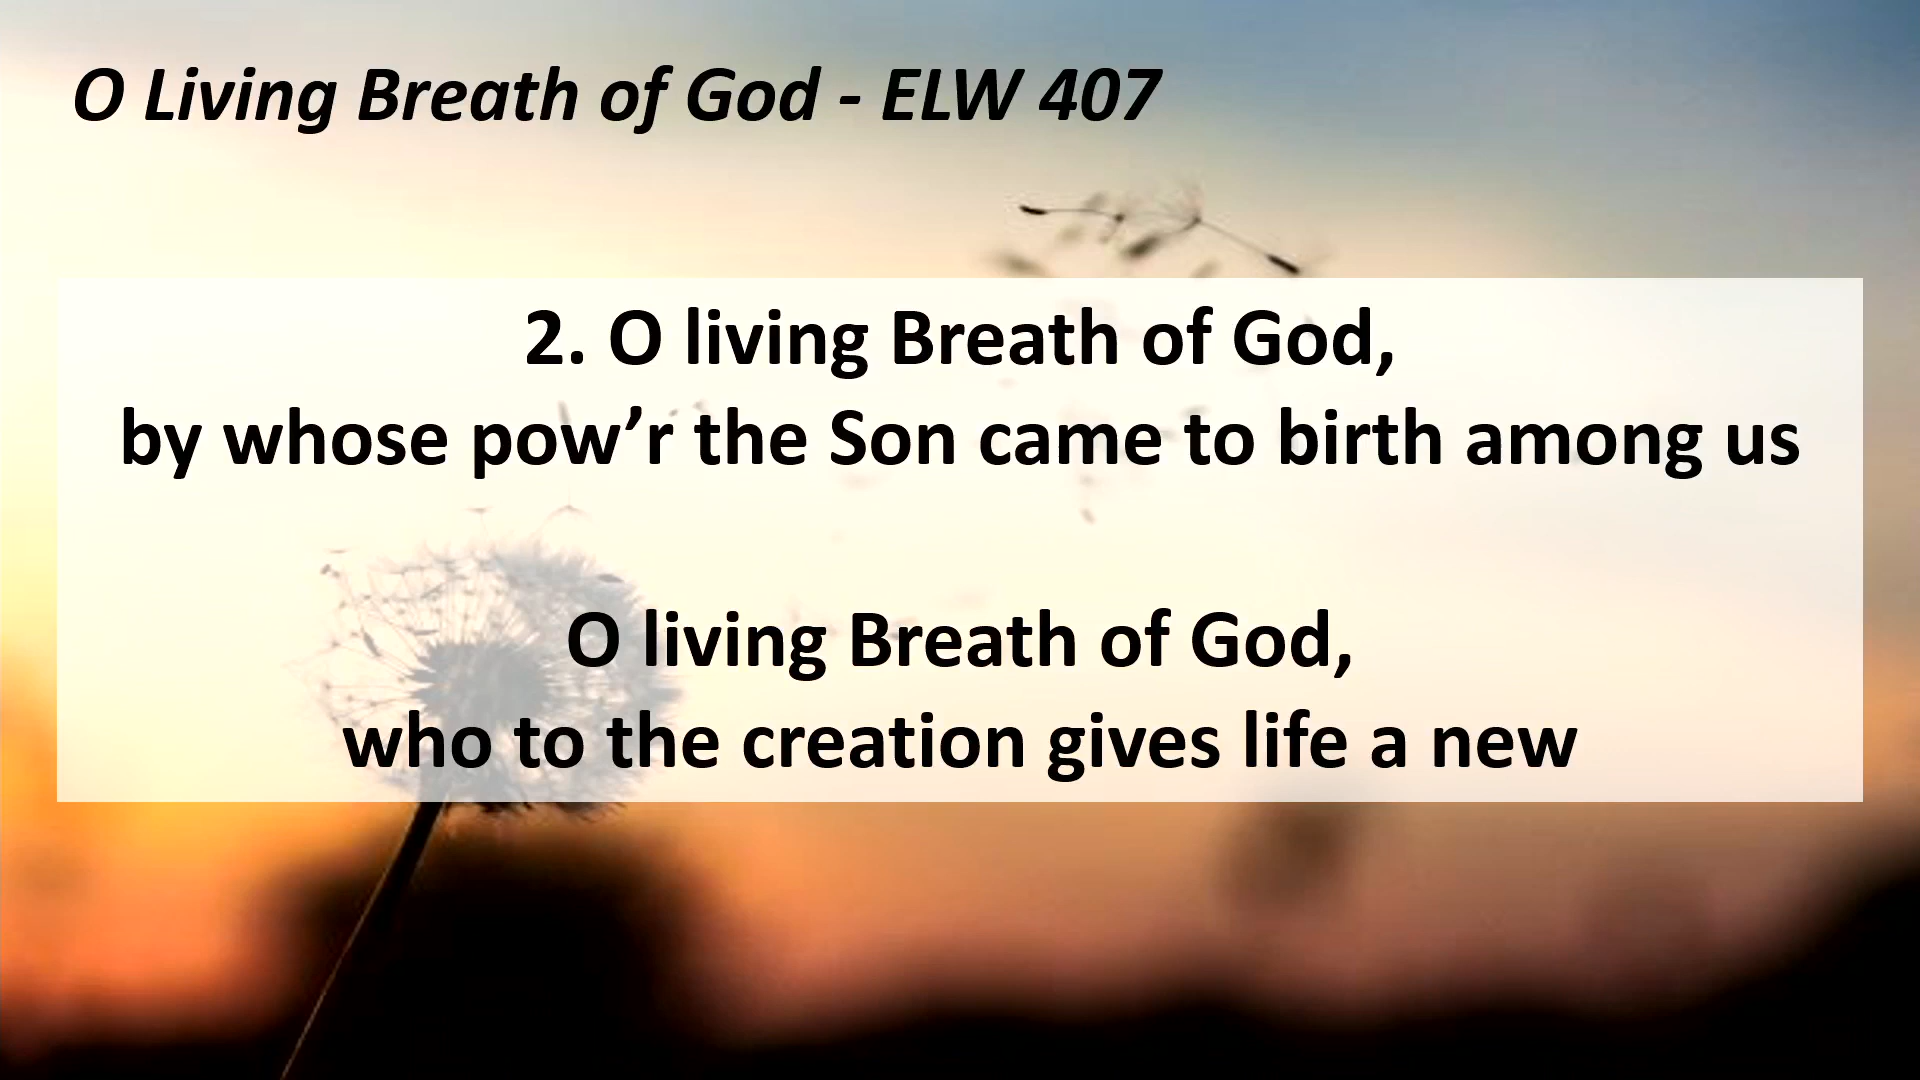 O Living Breath of God - ELW 407
2. O living Breath of God,
by whose pow’r the Son came to birth among us
O living Breath of God,
who to the creation gives life a new